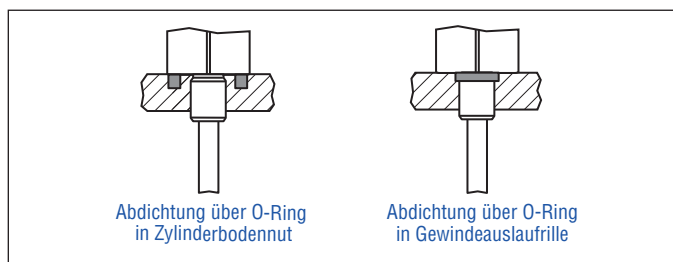 Abdichtung über O-Ring
in Zylinderbodennut
Abdichtung über O-Ring
in Gewindeauslaufrille